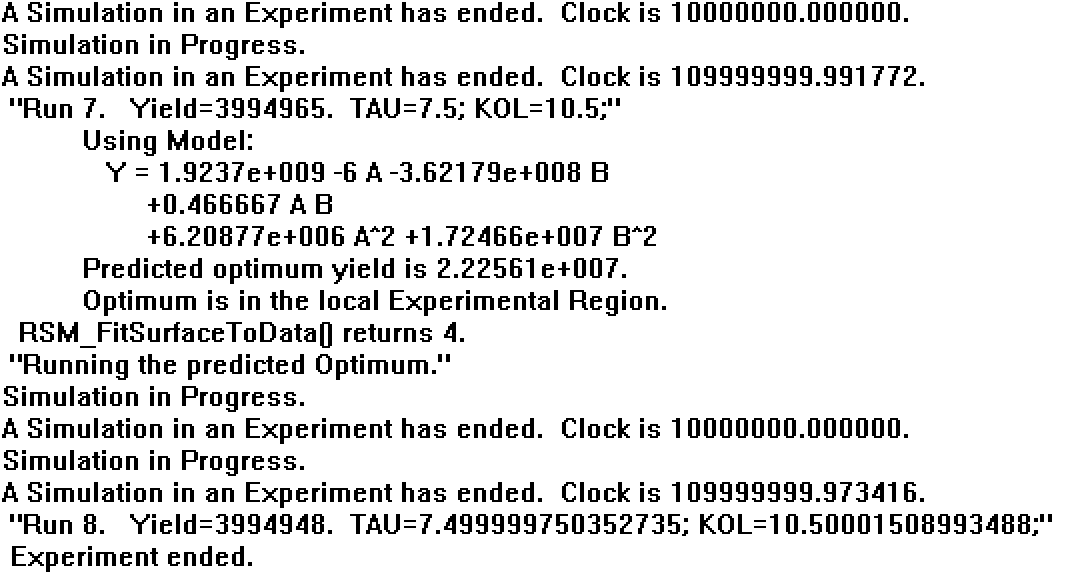 A Simulation in an Experiment has ended.  Clock is 10000000.000000.
Simulation in Progress.
A Simulation in an Experiment has ended.  Clock is 109999999.991772.
"Run 7.   Yield=3994965.  TAU=7.5; KOL=10.5;"
Using Model:
Y = 1.9237e+009 -6 A -3.62179e+008 B
+0.466667 A B
+6.20877e+006 A^2 +1.72466e+007 B^2
Predicted optimum yield is 2.22561e+007.
Optimum is in the local Experimental Region.
RSM_FitSurfaceToData() returns 4.
"Running the predicted Optimum."
Simulation in Progress.
A Simulation in an Experiment has ended.  Clock is 10000000.000000.
Simulation in Progress.
A Simulation in an Experiment has ended.  Clock is 109999999.973416.
"Run 8.   Yield=3994948.  TAU=7.499999750352735; KOL=10.50001508993488;"
Experiment ended.